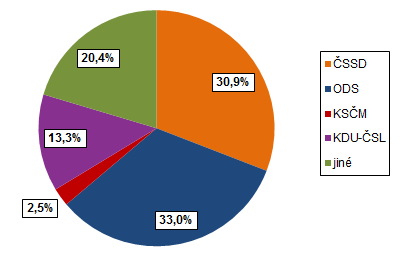 20,4%
30,9%
13,3%
2,5%
33,0%
ČSSD
ODS
KSČM
KDU-ČSL
jiné